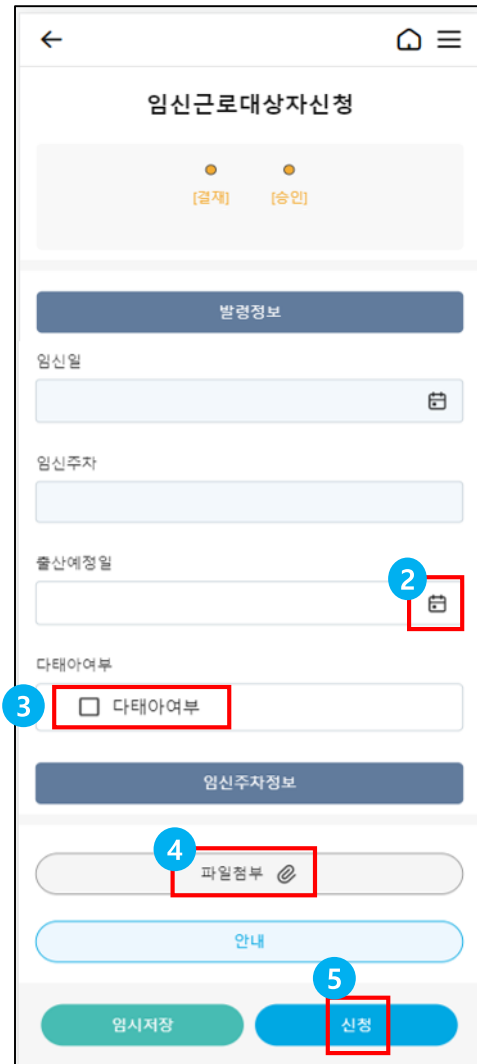 임신근로대상자신청
[결재] [승인]
발령정보
임신일
임신주차
출산예정일
2
다태아여부
3
다태아여부
임신주차정보
4
파일첨부
안내
5
임시저장 신청